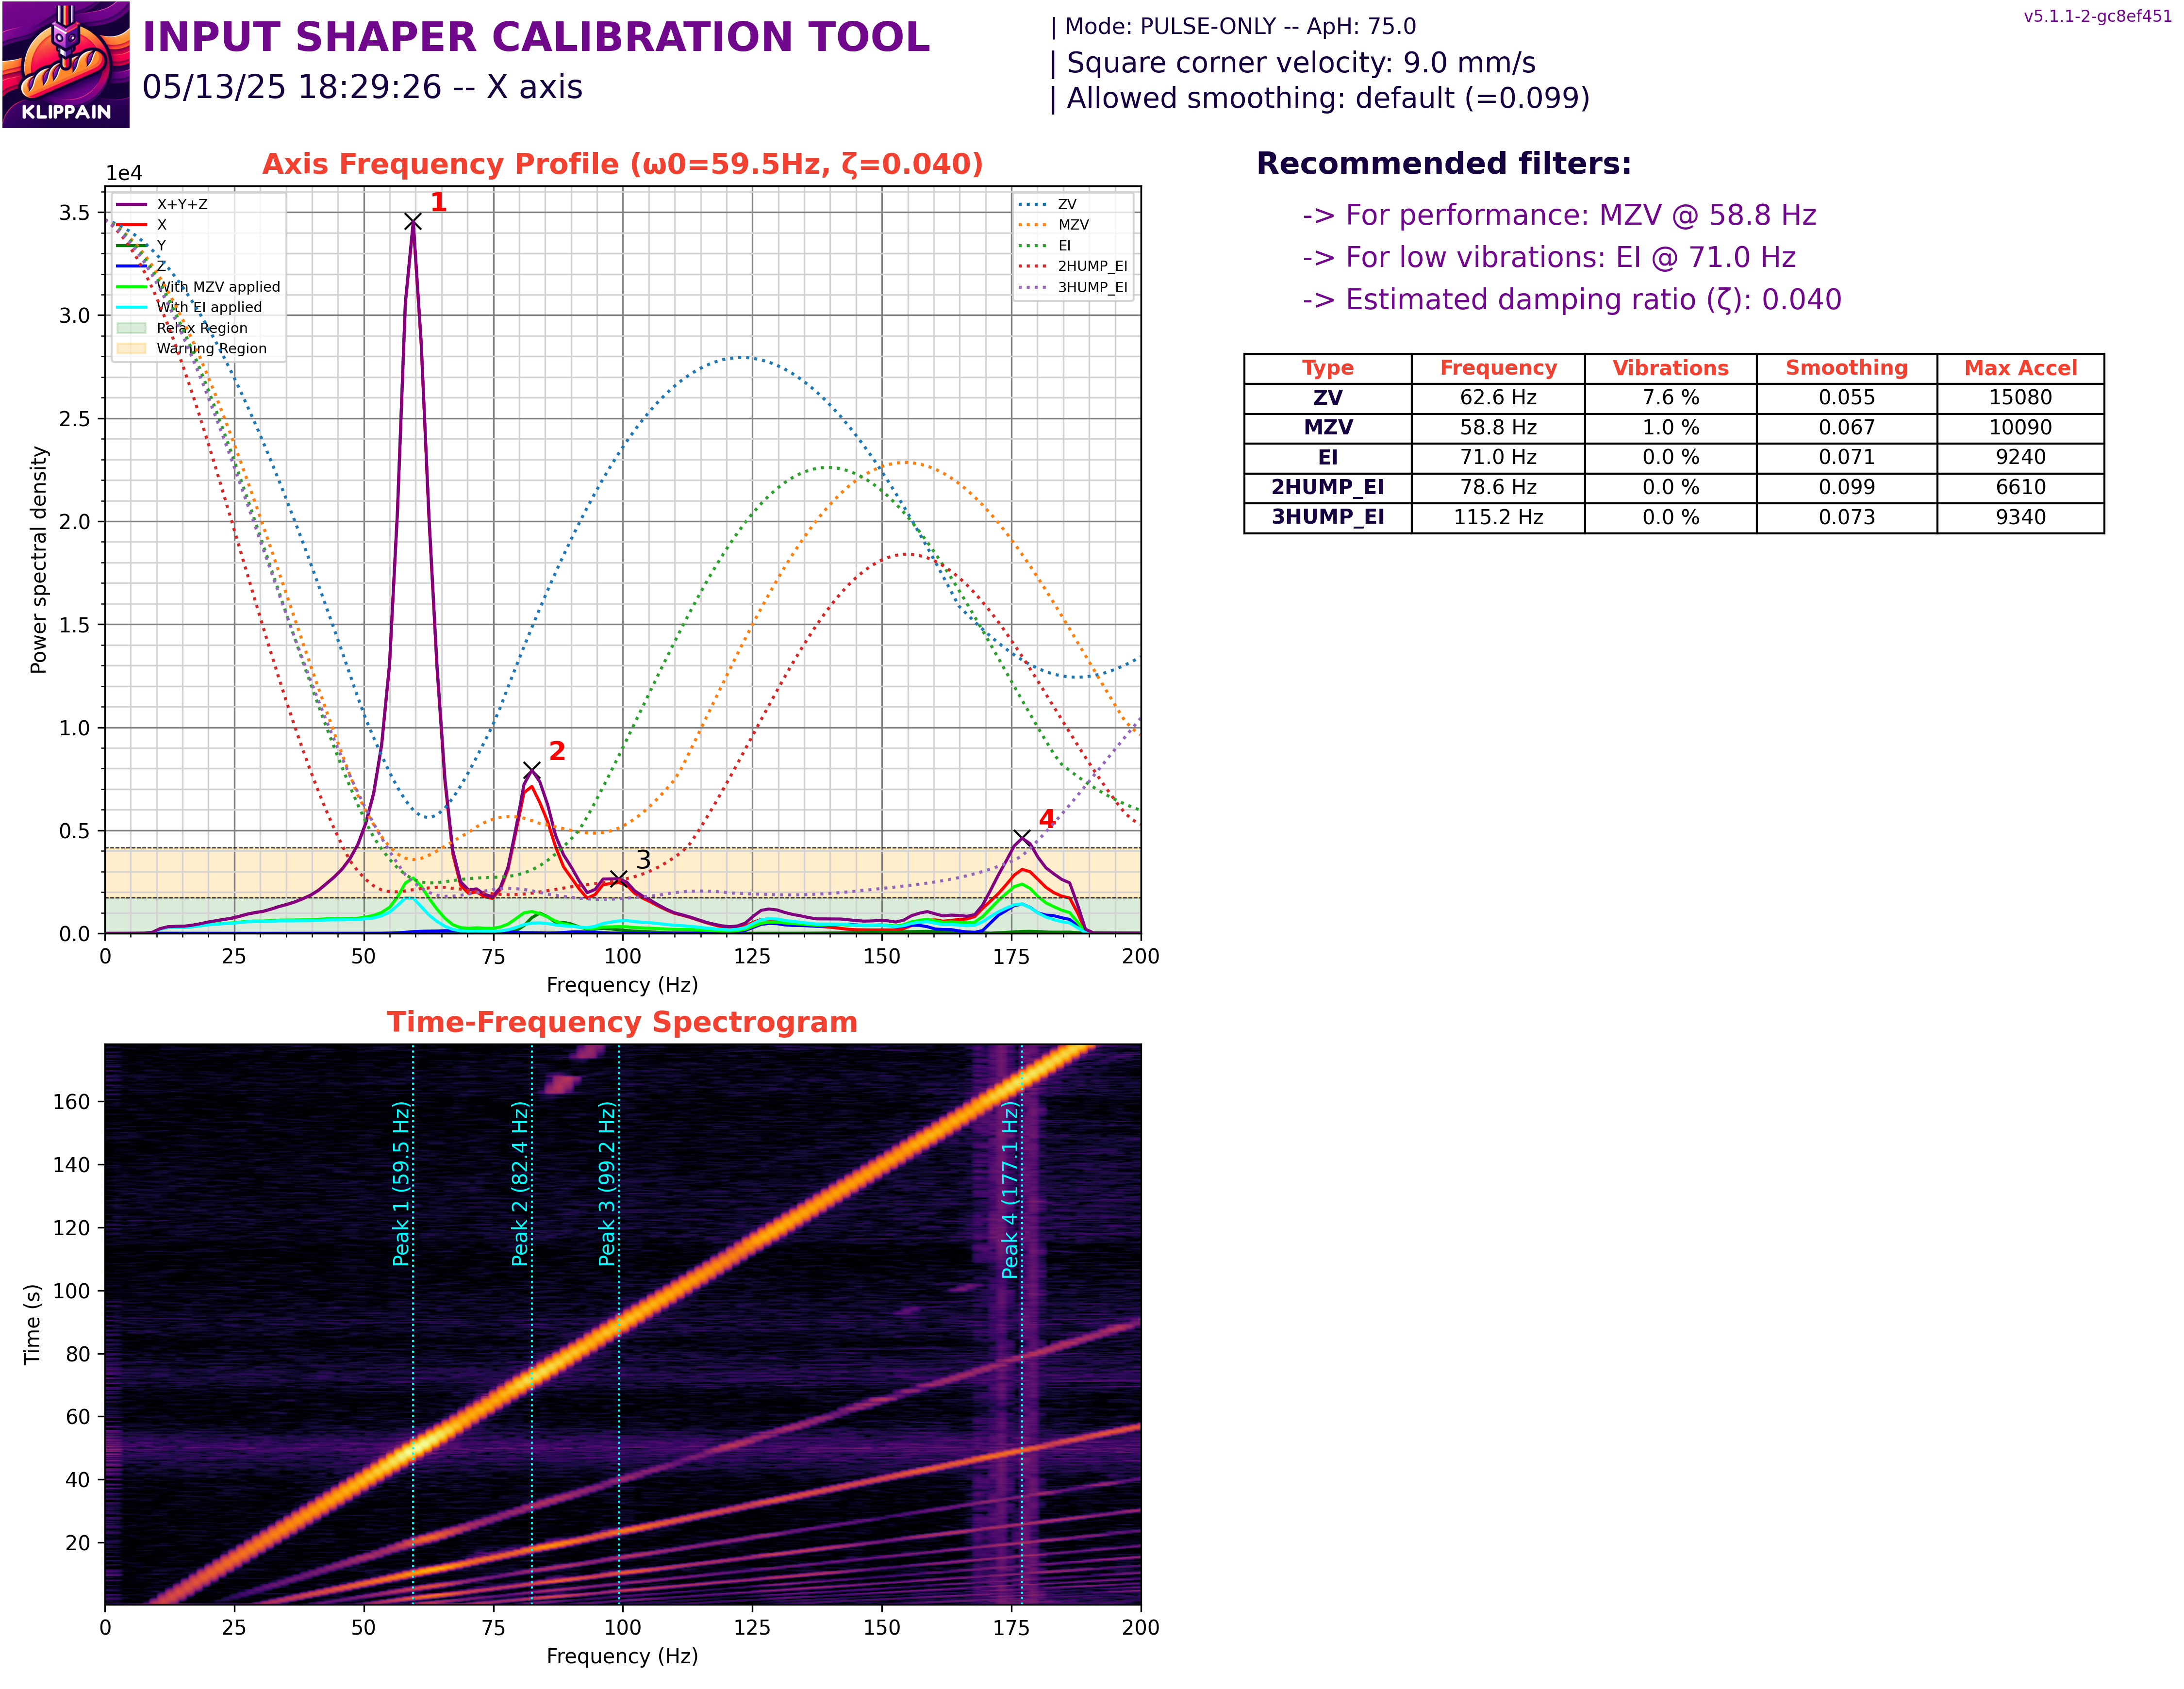 KLIPPAIN
INPUT SHAPER CALIBRATION TOOL
05/13/25 18:29:26 -- X axis
| Mode: PULSE-ONLY -- ApH: 75.0
| Square corner velocity: 9.0 mm/s
| Allowed smoothing: default (=0.099)
v5.1.1-2-gc8ef451
Axis Frequency Profile (ω0=59.5Hz, ζ=0.040)
1e4
3.5
3.0
2.5
2.0
1.5
1.0
0.5
0.0
Power spectral density
X+Y+Z
X
Y
Z
With MZV applied
With EI applied
Relax Region
Warning Region
ZV
MZV
EI
2HUMP_EI
3HUMP_EI
1
2
3
4
0 25 50 75 100 125 150 175 200
Frequency (Hz)
Recommended filters:
-> For performance: MZV @ 58.8 Hz
-> For low vibrations: EI @ 71.0 Hz
-> Estimated damping ratio (ζ): 0.040
Type Frequency Vibrations Smoothing Max Accel
ZV 62.6 Hz 7.6 % 0.055 15080
MZV 58.8 Hz 1.0 % 0.067 10090
EI 71.0 Hz 0.0 % 0.071 9240
2HUMP_EI 78.6 Hz 0.0 % 0.099 6610
3HUMP_EI 115.2 Hz 0.0 % 0.073 9340
Time-Frequency Spectrogram
160
140
120
100
80
60
40
20
Time (s)
Peak 1 (59.5 Hz)
Peak 2 (82.4 Hz)
Peak 3 (99.2 Hz)
Peak 4 (177.1 Hz)
0 25 50 75 100 125 150 175 200
Frequency (Hz)